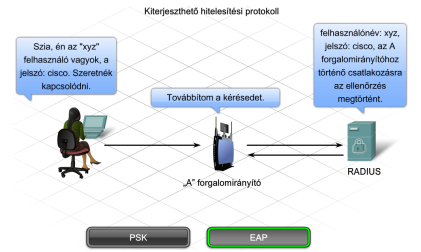 Kiterjeszthető hitelesítési protokoll
Szia, én az "xyz"
felhasználó vagyok, a
jelszó: cisco. Szeretnék
kapcsolódni.
Továbbítom a kérésedet.
felhasználónév: xyz,
jelszó: cisco, az A
forgalomirányítóhoz
történő csatlakozásra
az ellenőrzés
megtörtént.
„A” forgalomirányító
RADIUS
PSK
EAP